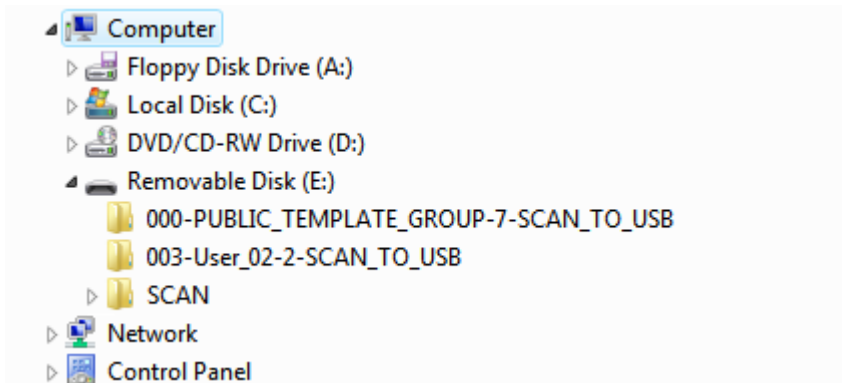 Computer
Floppy Disk Drive (A:)
Local Disk (C:)
DVD/CD-RW Drive (D:)
Removable Disk (E:)
000-PUBLIC_TEMPLATE_GROUP-7-SCAN_TO_USB
003-User_02-2-SCAN_TO_USB
SCAN
Network
Control Panel